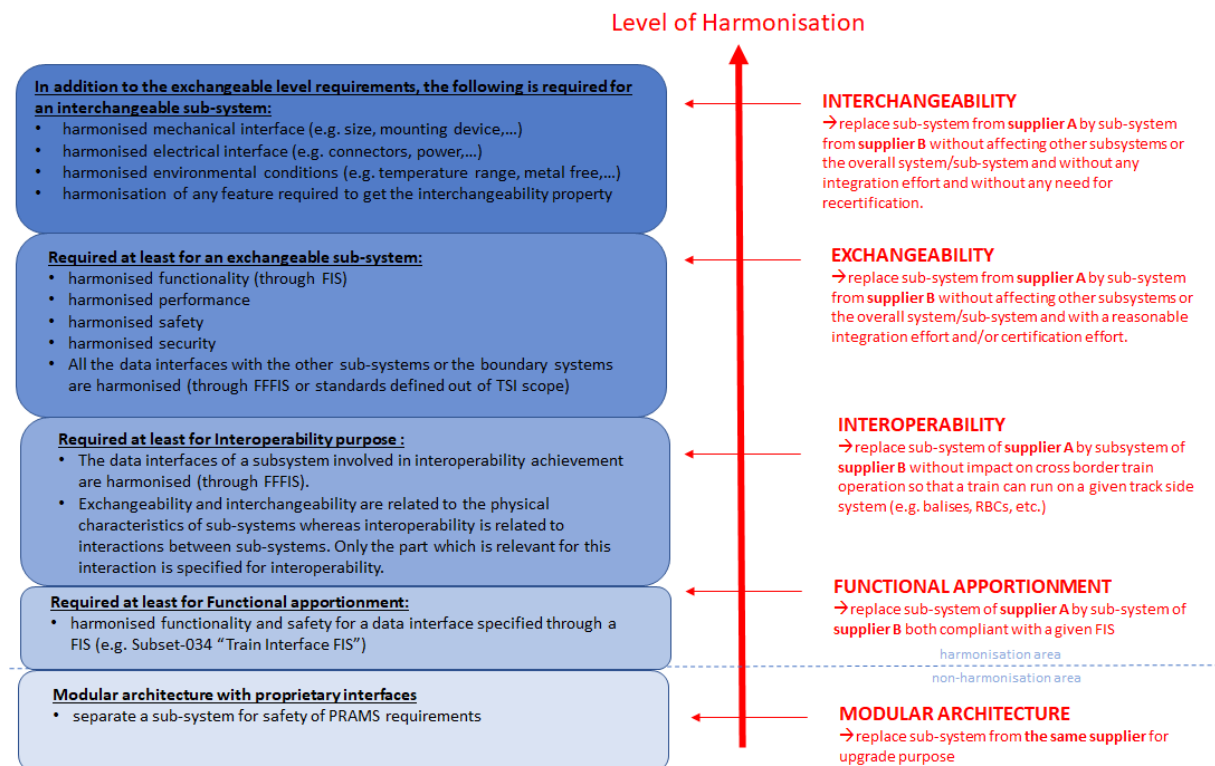 Level of Harmonisation
In addition to the exchangeable level requirements, the following is required for
an interchangeable sub-system:
• harmonised mechanical interface (e.g. size, mounting device,...)
• harmonised electrical interface (e.g. connectors, power,...)
• harmonised environmental conditions (e.g. temperature range, metal free,...)
• harmonisation of any feature required to get the interchangeability property
INTERCHANGEABILITY
→replace sub-system from supplier A by sub-system
from supplier B without affecting other subsystems or
the overall system/sub-system and without any
integration effort and without any need for
recertification.
Required at least for an exchangeable sub-system:
• harmonised functionality (through FIS)
• harmonised performance
• harmonised safety
• harmonised security
• All the data interfaces with the other sub-systems or the boundary systems
are harmonised (through FFFIS or standards defined out of TSI scope)
EXCHANGEABILITY
→replace sub-system from supplier A by sub-system
from supplier B without affecting other subsystems or
the overall system/sub-system and with a reasonable
integration effort and/or certification effort.
Required at least for Interoperability purpose :
• The data interfaces of a subsystem involved in interoperability achievement
are harmonised (through FFFIS).
• Exchangeability and interchangeability are related to the physical
characteristics of sub-systems whereas interoperability is related to
interactions between sub-systems. Only the part which is relevant for this
interaction is specified for interoperability.
INTEROPERABILITY
→replace sub-system of supplier A by subsystem of
supplier B without impact on cross border train
operation so that a train can run on a given track side
system (e.g. balises, RBCs, etc.)
Required at least for Functional apportionment:
• harmonised functionality and safety for a data interface specified through a
FIS (e.g. Subset-034 “Train Interface FIS”)
FUNCTIONAL APPORTIONMENT
→replace sub-system of supplier A by sub-system of
supplier B both compliant with a given FIS
harmonisation area
non-harmonisation area
Modular architecture with proprietary interfaces
• separate a sub-system for safety of PRAMS requirements
MODULAR ARCHITECTURE
→replace sub-system from the same supplier for
upgrade purpose